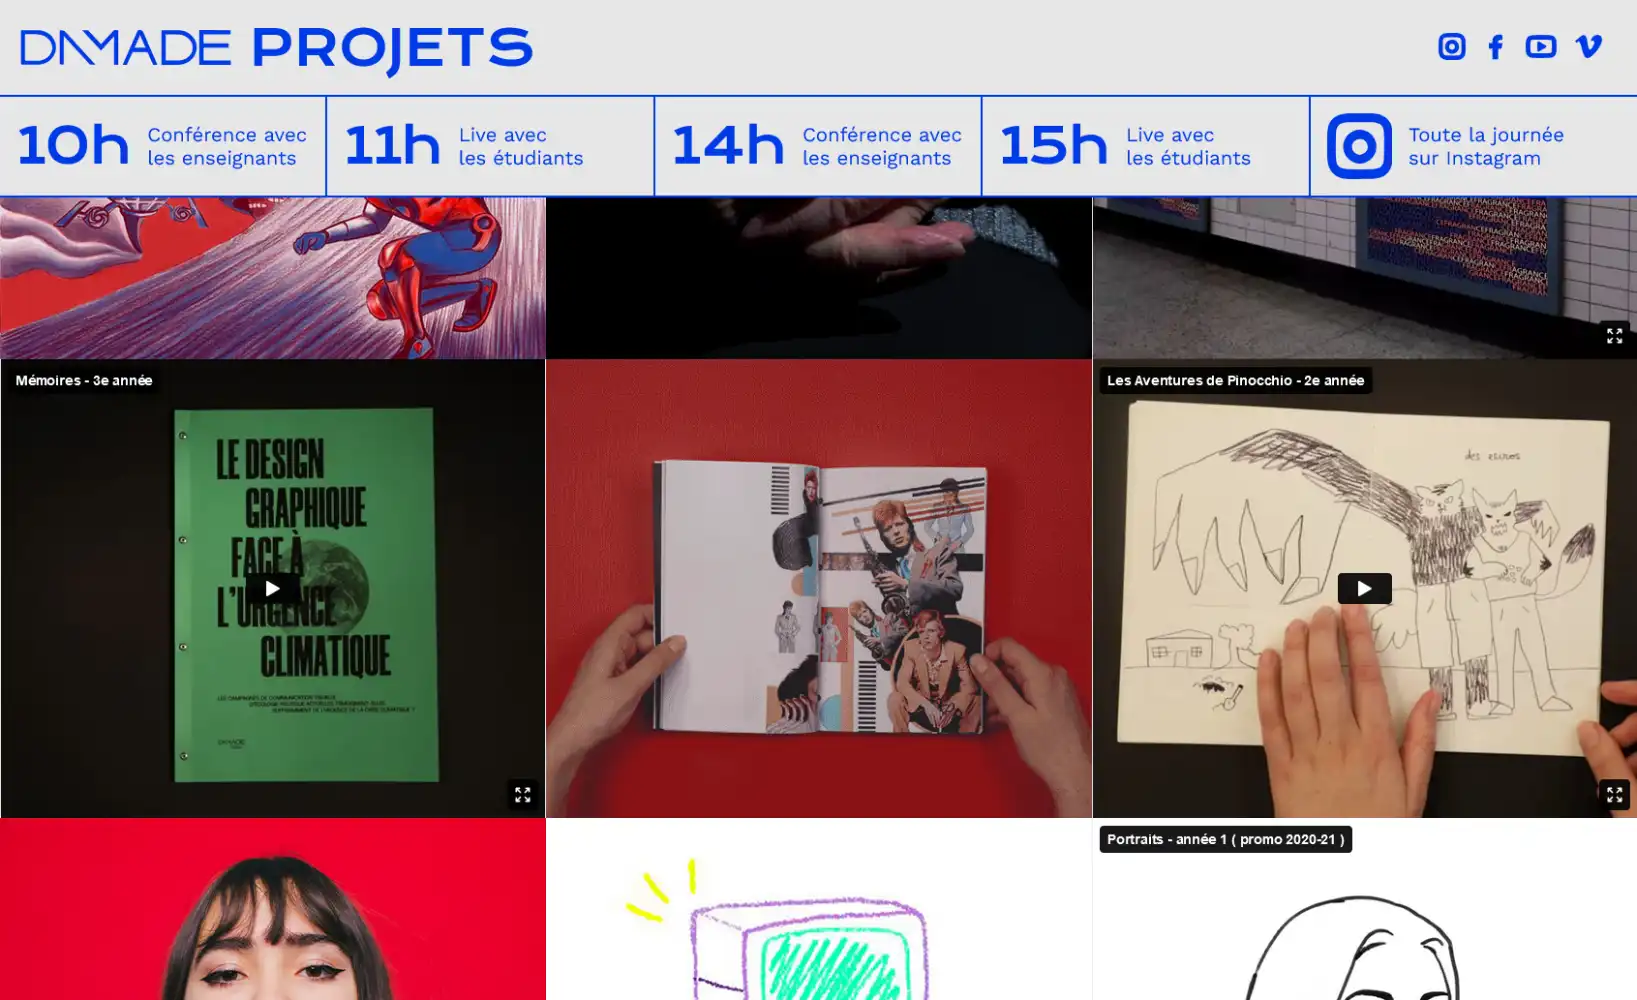 DNMADE PROJETS
10h Conférence avec
les enseignants
11h Live avec
les étudiants
14h Conférence avec
les enseignants
15h Live avec
les étudiants
Toute la journée
sur Instagram
Mémoires - 3e année
LE DESIGN
GRAPHIQUE
FACE À
L'URGENCE
CLIMATIQUE
Les Aventures de Pinocchio - 2e année
Portraits - année 1 ( promo 2020-21 )